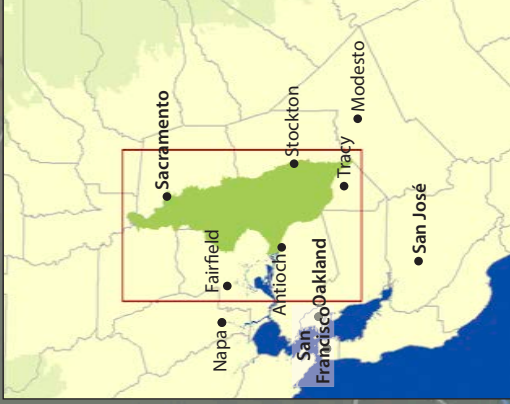 Sacramento
Fairfield
Napa
Stockton
Antioch
Modesto
Tracy
San
Francisco
Oakland
San José